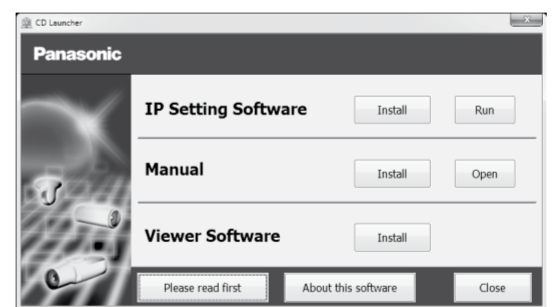 CD Launcher
Panasonic
IP Setting Software Install Run
Manual Install Open
Viewer Software Install
Please read first About this software Close